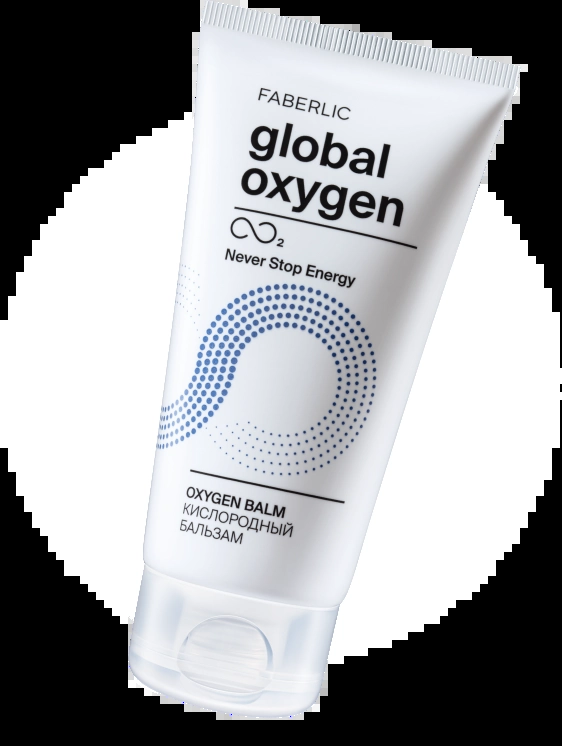 FABERLIC
global
oxygen
∞₂
Never Stop Energy
OXYGEN BALM
КИСЛОРОДНЫЙ
БАЛЬЗАМ